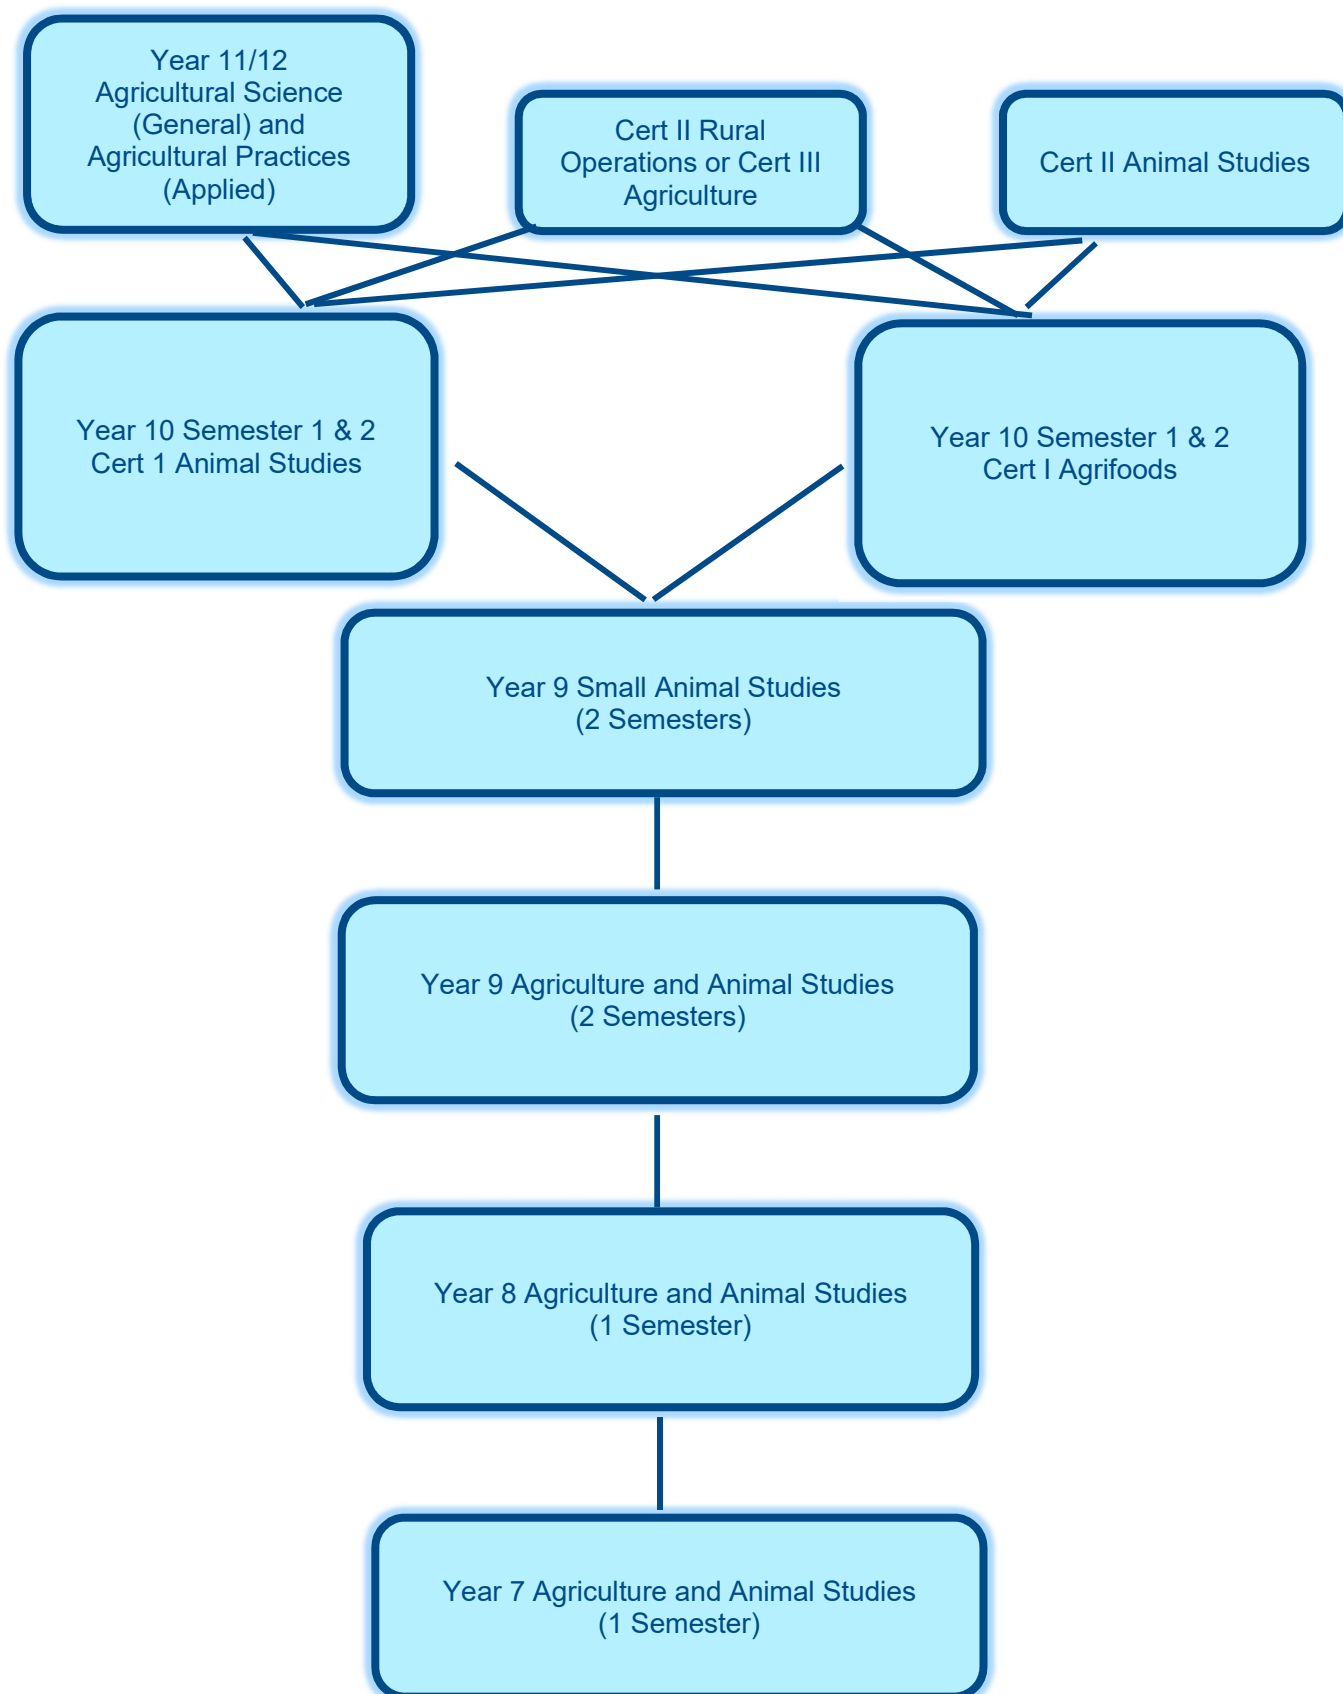 Year 11/12
Agricultural Science
(General) and
Agricultural Practices
(Applied)
Cert II Rural
Operations or Cert III
Agriculture
Cert II Animal Studies
Year 10 Semester 1 & 2
Cert 1 Animal Studies
Year 10 Semester 1 & 2
Cert I Agrifoods
Year 9 Small Animal Studies
(2 Semesters)
Year 9 Agriculture and Animal Studies
(2 Semesters)
Year 8 Agriculture and Animal Studies
(1 Semester)
Year 7 Agriculture and Animal Studies
(1 Semester)